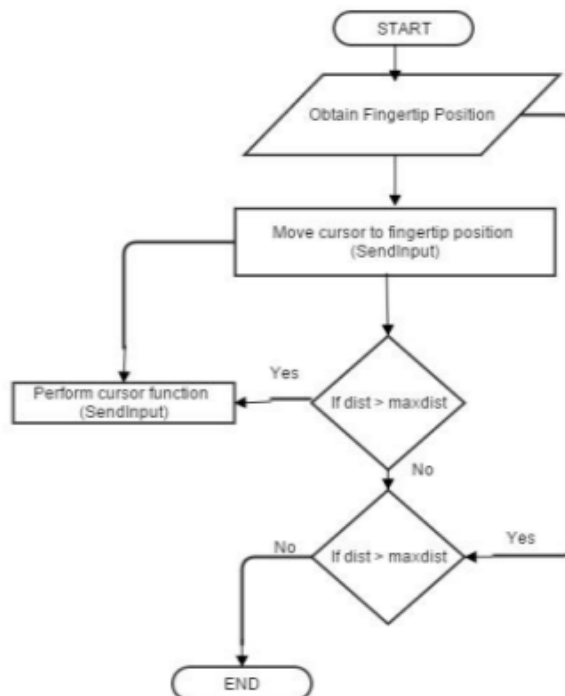 START
Obtain Fingertip Position
Move cursor to fingertip position
(SendInput)
Yes
Perform cursor function
(SendInput)
If dist > maxdist
No
No
If dist > maxdist
Yes
END